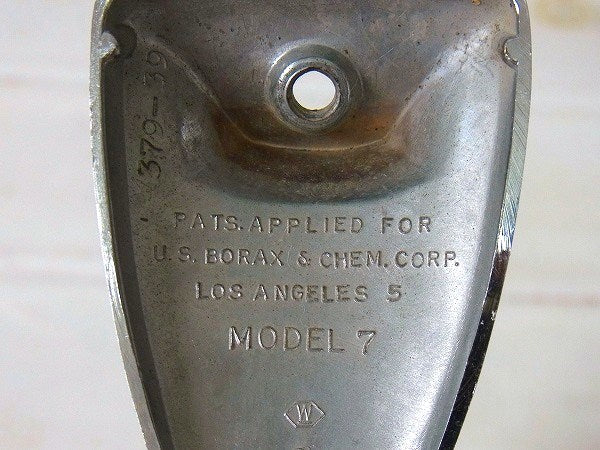 379-39
PATS. APPLIED FOR
U.S. BORAX & CHEM. CORP.
LOS ANGELES 5
MODEL 7
W